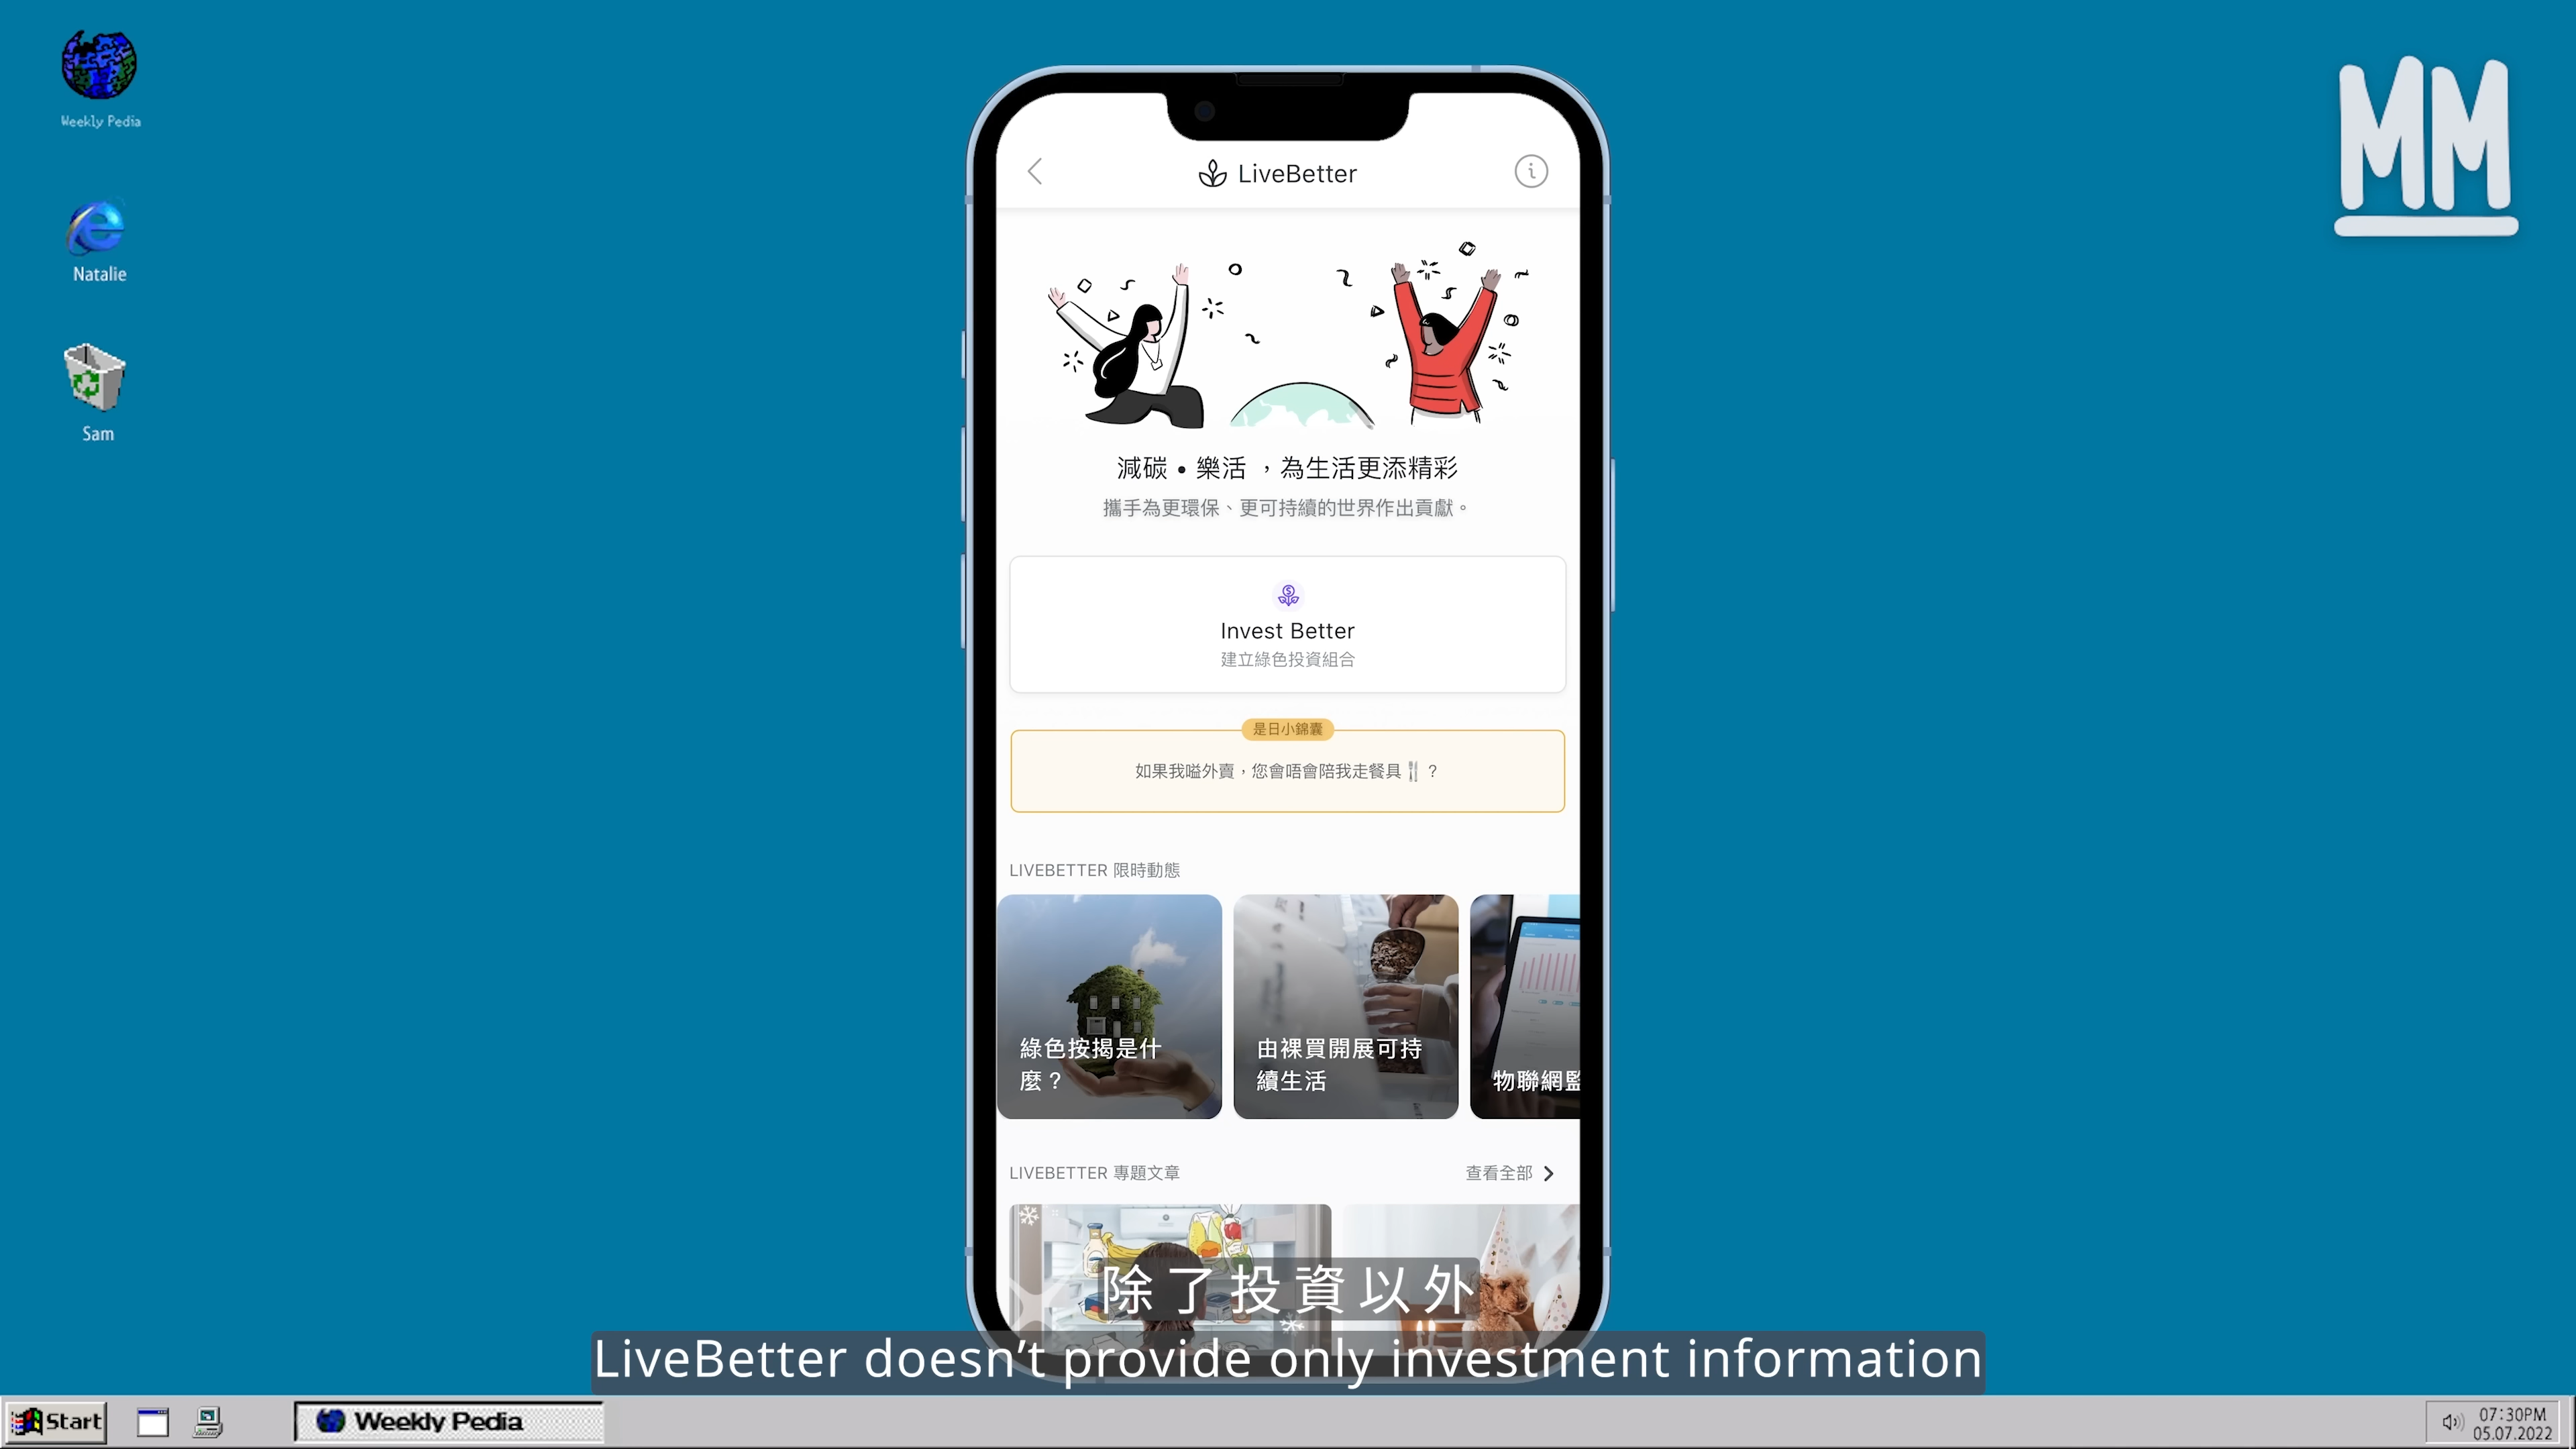 Weekly Pedia
Natalie
Sam
MM
LiveBetter
減碳 • 樂活 ，為生活更添精彩
攜手為更環保、更可持續的世界作出貢獻。
Invest Better
建立綠色投資組合
是日小錦囊
如果我嗌外賣，您會唔會陪我走餐具🍴？
LIVEBETTER 限時動態
綠色按揭是什
麼？
由裸買開展可持
續生活
物聯網監
LIVEBETTER 專題文章
查看全部
除了投資以外
LiveBetter doesn’t provide only investment information
Start
Weekly Pedia
07:30PM
05.07.2022